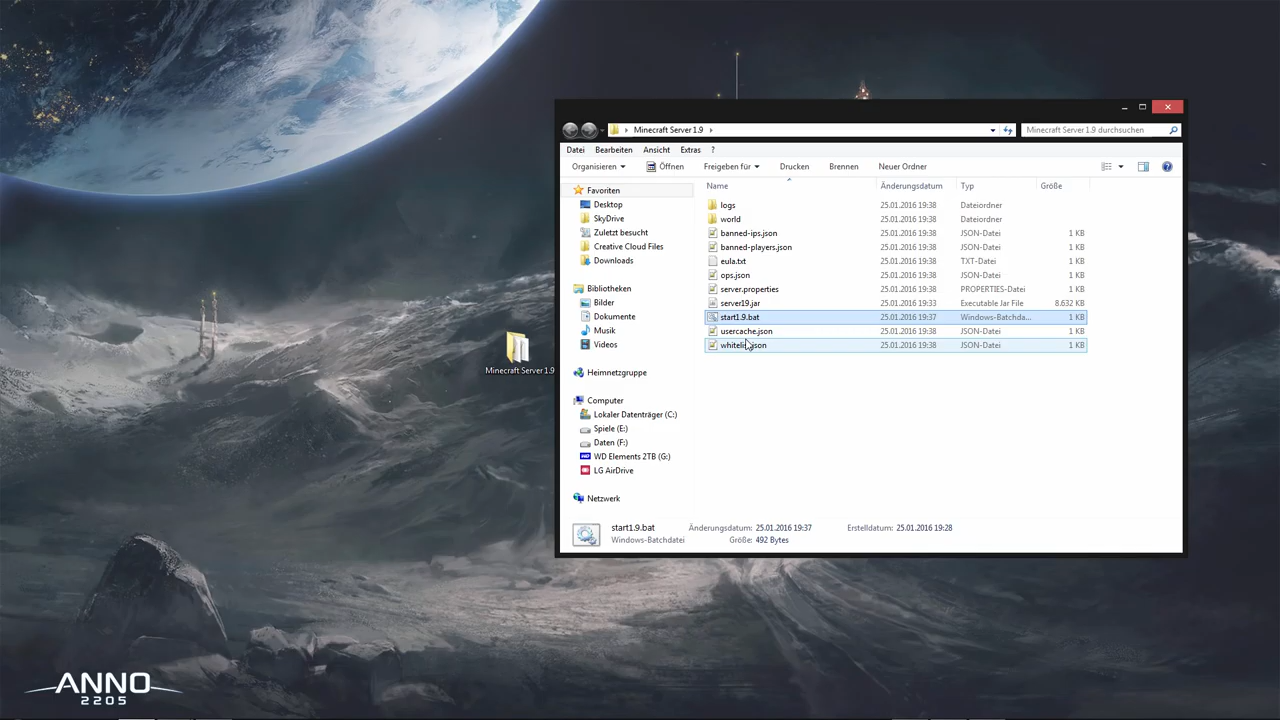 Minecraft Server 1.9
Minecraft Server 1.9 durchsuchen
Datei Bearbeiten Ansicht Extras ?
Organisieren Öffnen Freigeben für Drucken Brennen Neuer Ordner
Name Änderungsdatum Typ Größe
Favoriten
Desktop
SkyDrive
Zuletzt besucht
Creative Cloud Files
Downloads
Bibliotheken
Bilder
Dokumente
Musik
Videos
Heimnetzgruppe
Computer
Lokaler Datenträger (C:)
Spiele (E:)
Daten (F:)
WD Elements 2TB (G:)
LG AirDrive
Netzwerk
logs 25.01.2016 19:38 Dateiordner
world 25.01.2016 19:38 Dateiordner
banned-ips.json 25.01.2016 19:38 JSON-Datei 1 KB
banned-players.json 25.01.2016 19:38 JSON-Datei 1 KB
eula.txt 25.01.2016 19:38 TXT-Datei 1 KB
ops.json 25.01.2016 19:38 JSON-Datei 1 KB
server.properties 25.01.2016 19:38 PROPERTIES-Datei 1 KB
server19.jar 25.01.2016 19:33 Executable Jar File 8.632 KB
start1.9.bat 25.01.2016 19:37 Windows-Batchda... 1 KB
usercache.json 25.01.2016 19:38 JSON-Datei 1 KB
whitelist.json 25.01.2016 19:38 JSON-Datei 1 KB
start1.9.bat Änderungsdatum: 25.01.2016 19:37 Erstelldatum: 25.01.2016 19:28
Windows-Batchdatei Größe: 492 Bytes
Minecraft Server 1.9
ANNO
2205